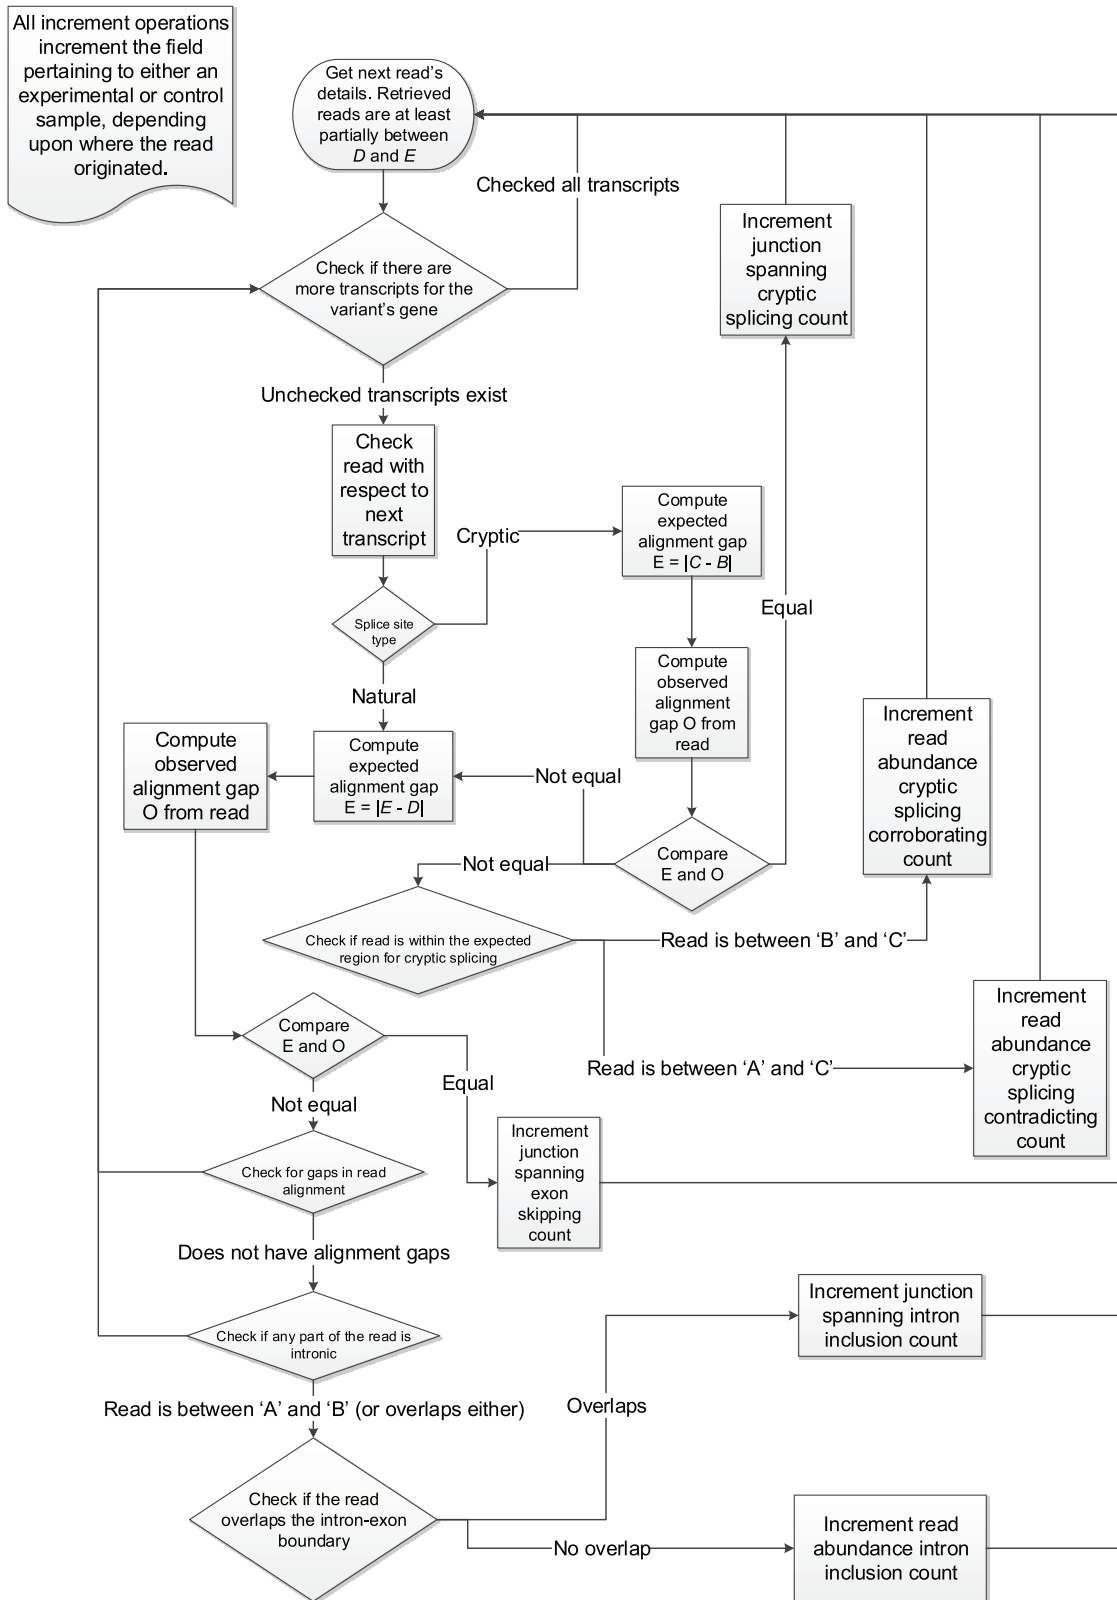 All increment operations
increment the field
pertaining to either an
experimental or control
sample, depending
upon where the read
originated.
Get next read's
details. Retrieved
reads are at least
partially between
D and E
Checked all transcripts
Check if there are
more transcripts for the
variant's gene
Increment
junction
spanning
cryptic
splicing count
Unchecked transcripts exist
Check
read with
respect to
next
transcript
Cryptic
Compute
expected
alignment gap
E = |C - B|
Splice site
type
Equal
Natural
Compute
observed
alignment
gap O from
read
Compute
observed
alignment gap
O from read
Compute
expected
alignment gap
E = |E - D|
Not equal
Increment
read
abundance
cryptic
splicing
corroborating
count
Not equal
Compare
E and O
Check if read is within the expected
region for cryptic splicing
Read is between ‘B’ and ‘C’
Compare
E and O
Increment
read
abundance
cryptic
splicing
contradicting
count
Read is between ‘A’ and ‘C’
Equal
Not equal
Increment
junction
spanning
exon
skipping
count
Check for gaps in read
alignment
Does not have alignment gaps
Check if any part of the read is
intronic
Increment junction
spanning intron
inclusion count
Read is between ‘A’ and ‘B’ (or overlaps either)
Overlaps
Check if the read
overlaps the intron-exon
boundary
No overlap
Increment read
abundance intron
inclusion count